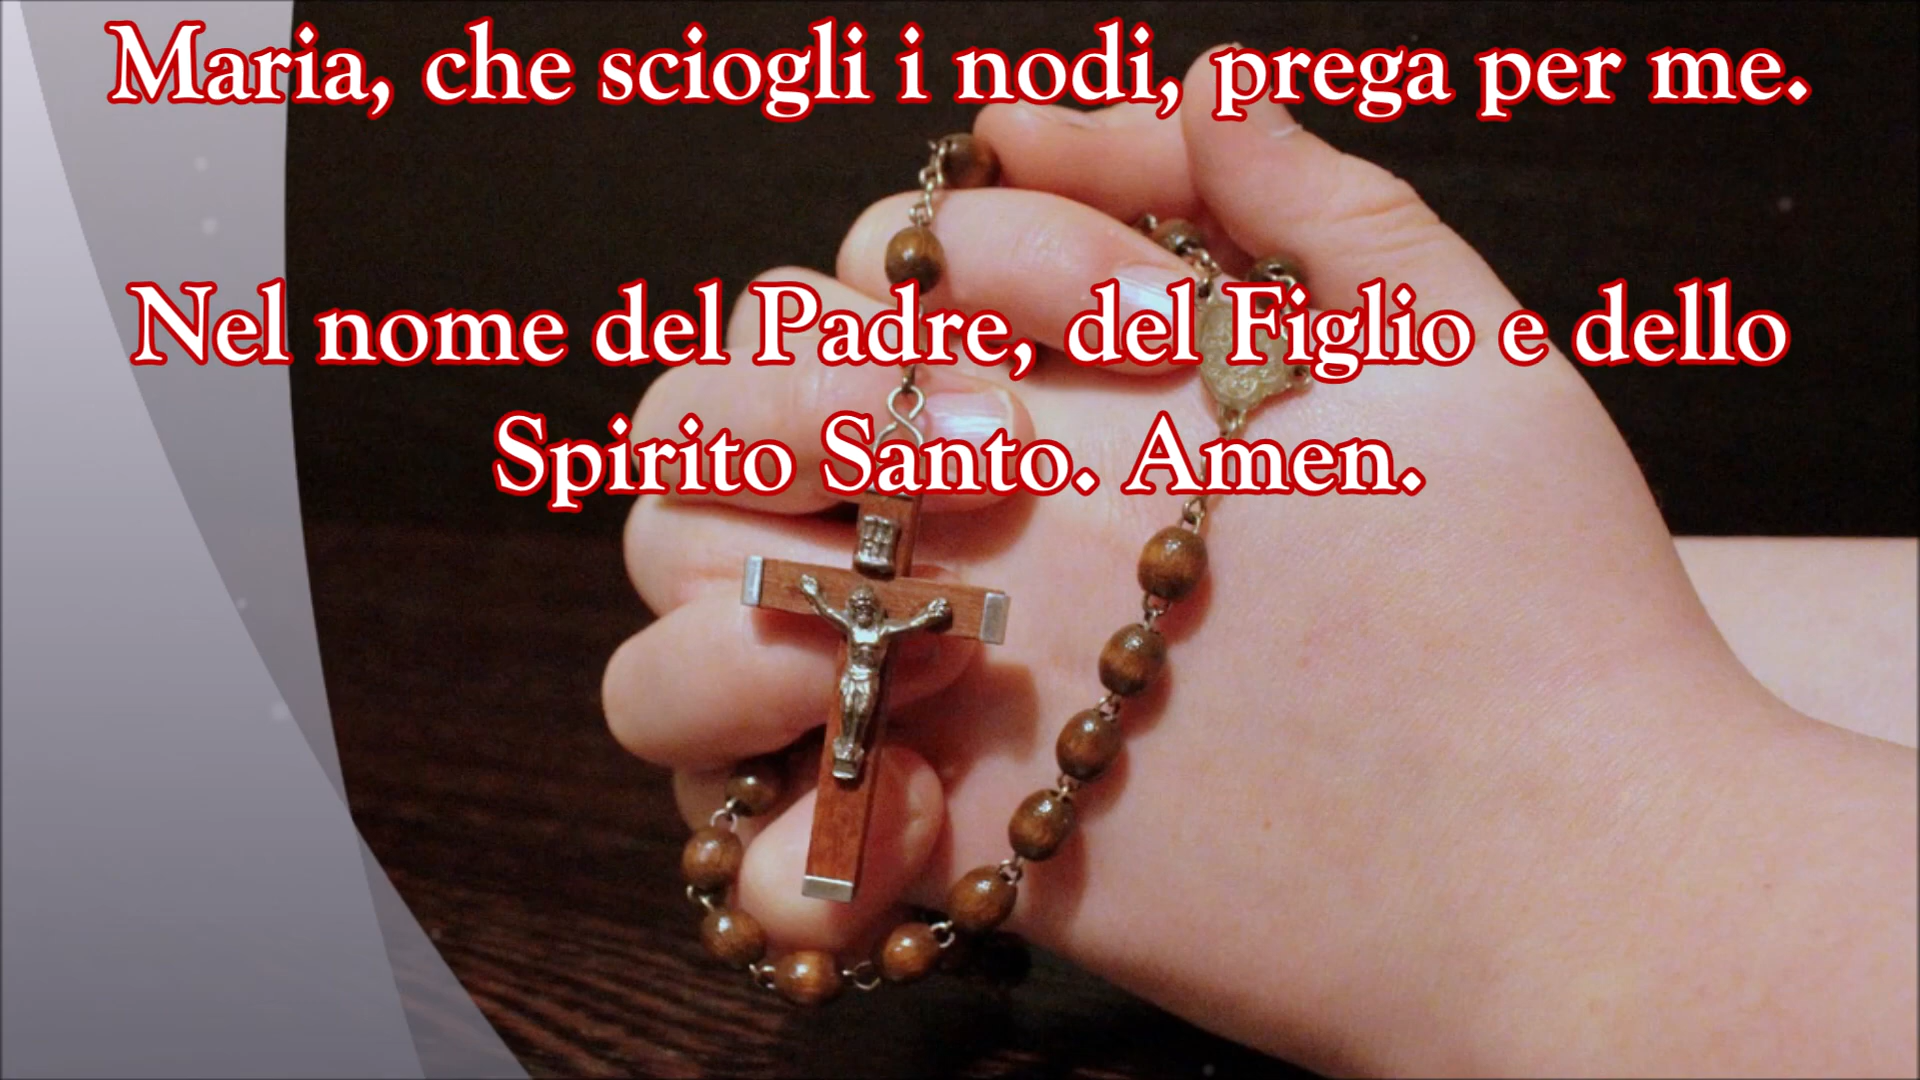 Maria, che sciogli i nodi, prega per me.
Nel nome del Padre, del Figlio e dello
Spirito Santo. Amen.